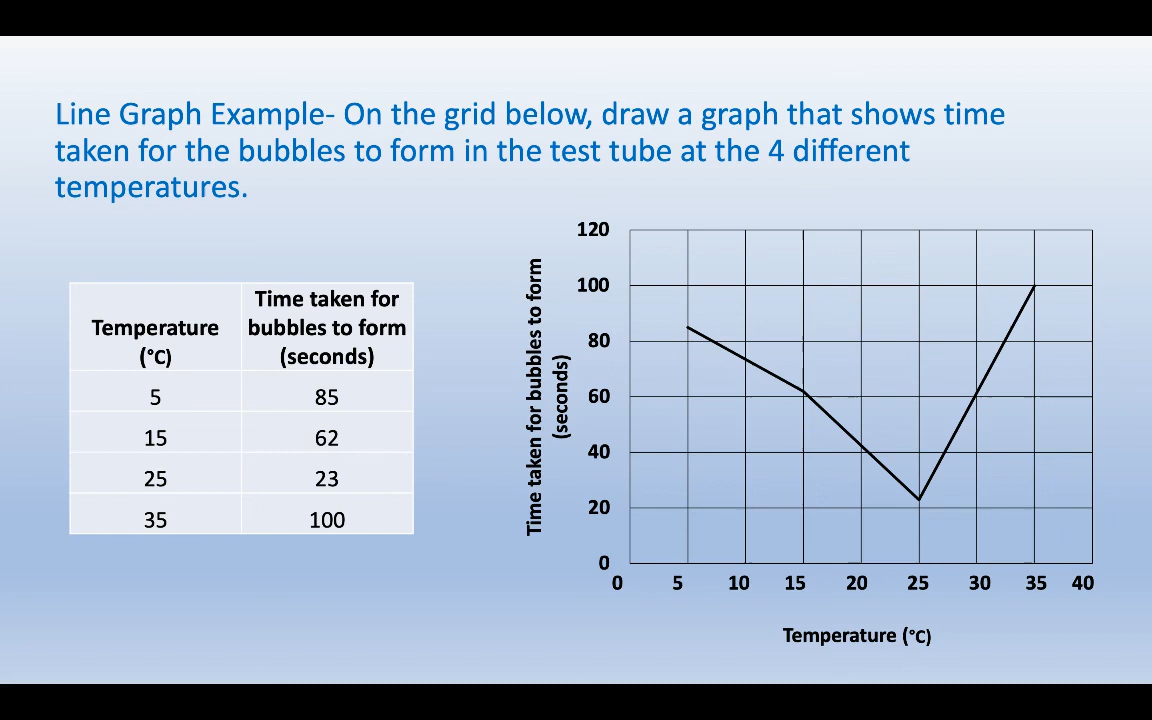 Line Graph Example- On the grid below, draw a graph that shows time
taken for the bubbles to form in the test tube at the 4 different
temperatures.
Temperature
(°C)
Time taken for
bubbles to form
(seconds)
5 85
15 62
25 23
35 100
Time taken for bubbles to form
(seconds)
120
100
80
60
40
20
0
0 5 10 15 20 25 30 35 40
Temperature (°C)